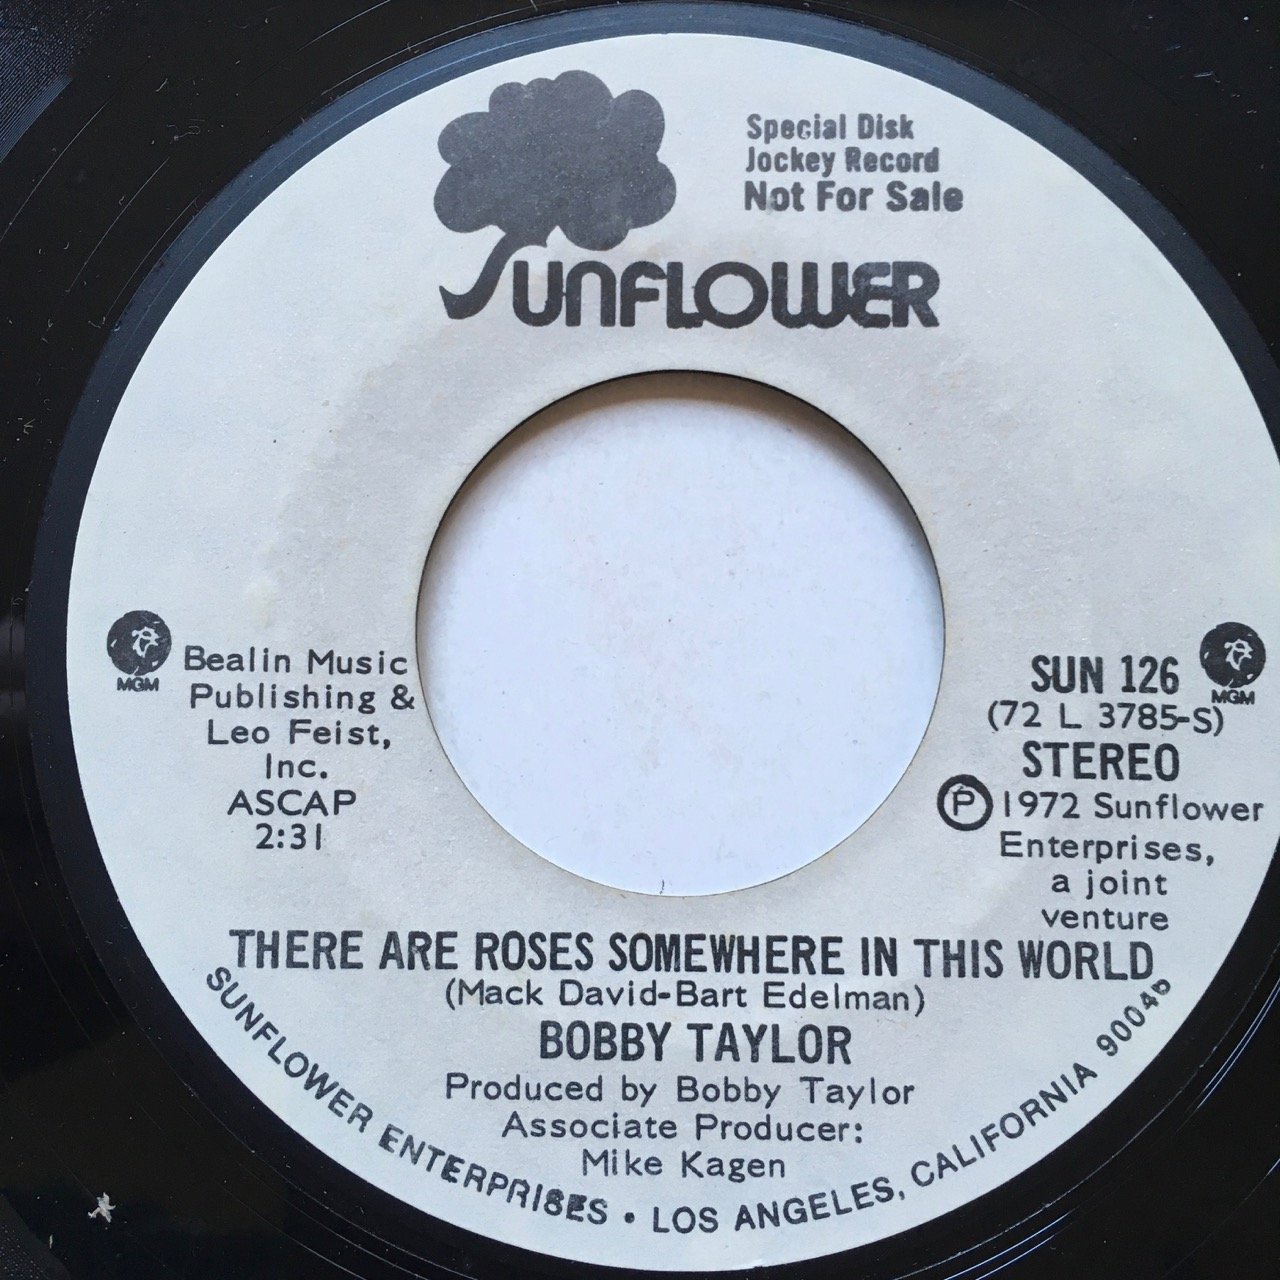 Special Disk
Jockey Record
Not For Sale
SUNFLOWER
MGM
Bealin Music
Publishing &
Leo Feist,
Inc.
ASCAP
2:31
SUN 126
MGM
(72 L 3785-S)
STEREO
Ⓟ 1972 Sunflower
Enterprises,
a joint
venture
THERE ARE ROSES SOMEWHERE IN THIS WORLD
(Mack David-Bart Edelman)
BOBBY TAYLOR
Produced by Bobby Taylor
Associate Producer:
Mike Kagen
SUNFLOWER ENTERPRISES • LOS ANGELES, CALIFORNIA